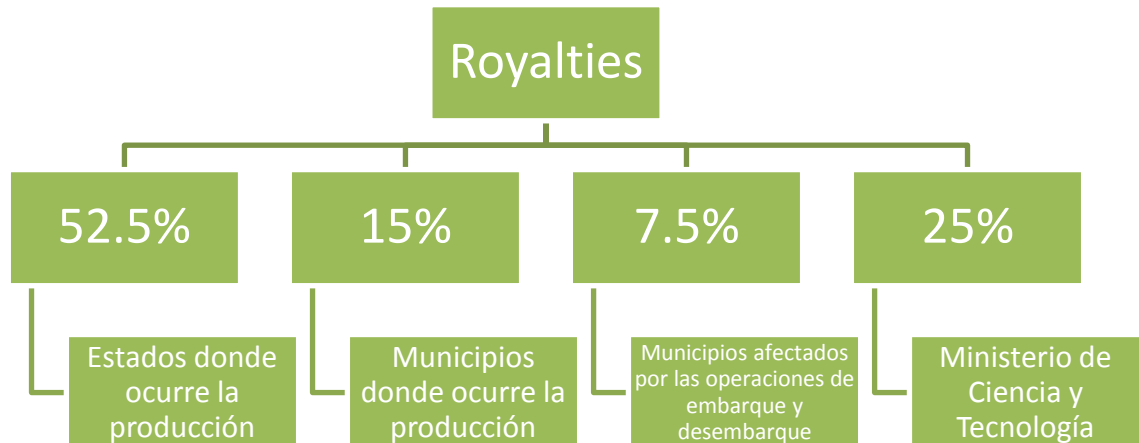 Royalties
52.5%
15%
7.5%
25%
Estados donde
ocurre la
producción
Municipios
donde ocurre la
producción
Municipios afectados
por las operaciones de
embarque y
desembarque
Ministerio de
Ciencia y
Tecnología